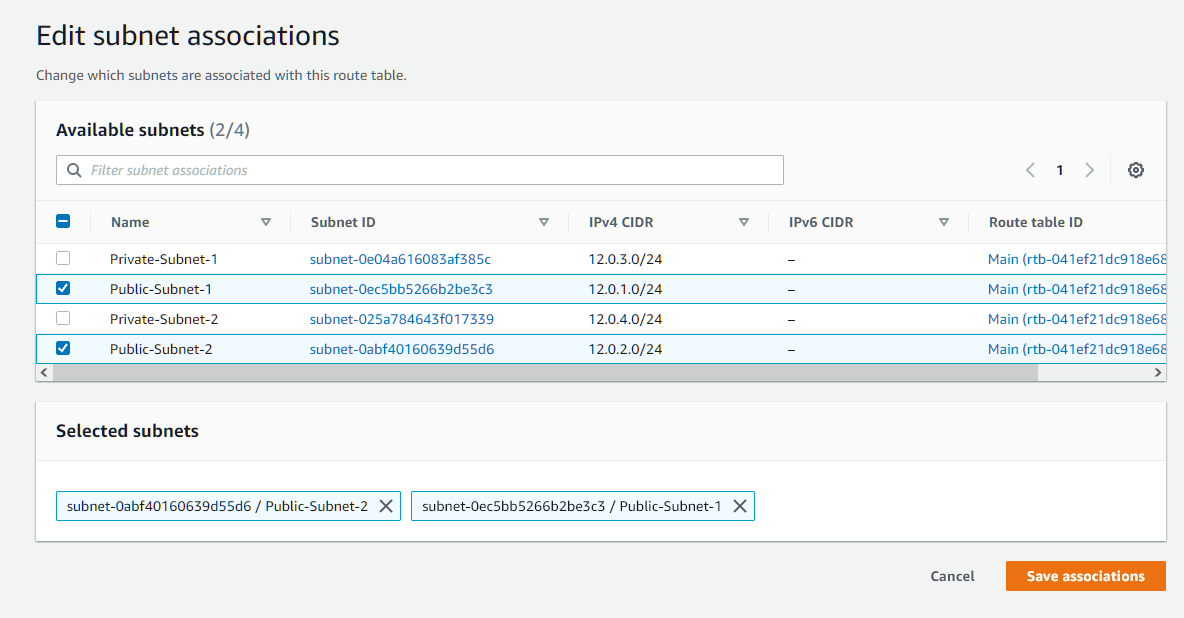 Edit subnet associations
Change which subnets are associated with this route table.
Available subnets (2/4)
Filter subnet associations
1
Name Subnet ID IPv4 CIDR IPv6 CIDR Route table ID
Private-Subnet-1 subnet-0e04a616083af385c 12.0.3.0/24 – Main (rtb-041ef21dc918e68
Public-Subnet-1 subnet-0ec5bb5266b2be3c3 12.0.1.0/24 – Main (rtb-041ef21dc918e68
Private-Subnet-2 subnet-025a784643f017339 12.0.4.0/24 – Main (rtb-041ef21dc918e68
Public-Subnet-2 subnet-0abf40160639d55d6 12.0.2.0/24 – Main (rtb-041ef21dc918e68
Selected subnets
subnet-0abf40160639d55d6 / Public-Subnet-2 subnet-0ec5bb5266b2be3c3 / Public-Subnet-1
Cancel Save associations